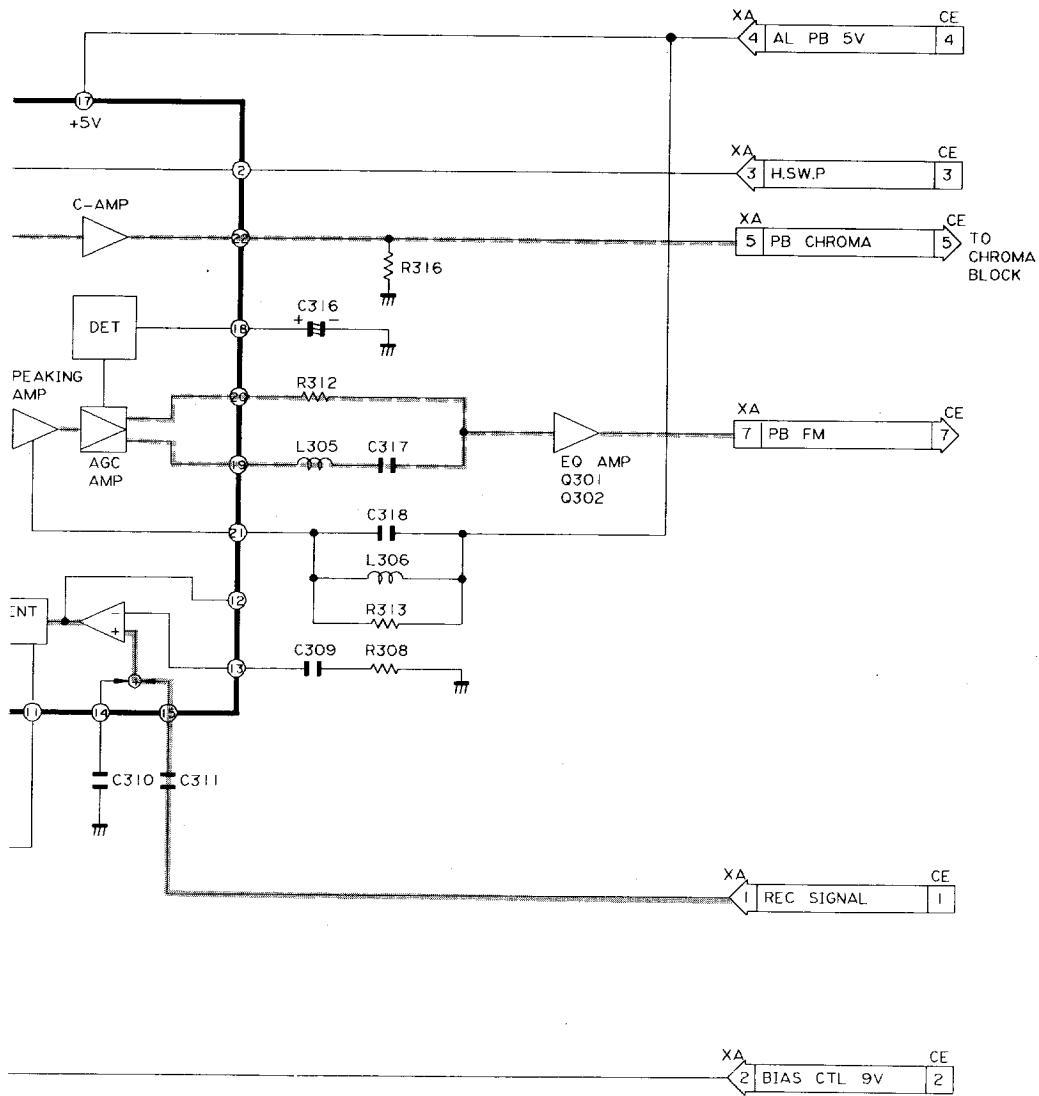 XA CE
4 AL PB 5V 4
17
+5V
XA CE
2 3 H.SW.P 3
C-AMP
XA CE
22 5 PB CHROMA 5 TO
CHROMA
BLOCK
R316
C316
DET 18 + -
PEAKING
AMP
20 R312
XA CE
7 PB FM 7
L305 C317
19
AGC
AMP
EQ AMP
Q301
Q302
C318
21
L306
12
R313
ENT - +
C309 R308
13
11 14 15
C310 C311
XA CE
1 REC SIGNAL 1
XA CE
2 BIAS CTL 9V 2